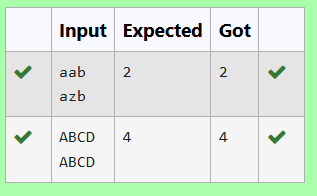 Input Expected Got
aab 2 2
azb
ABCD 4 4
ABCD